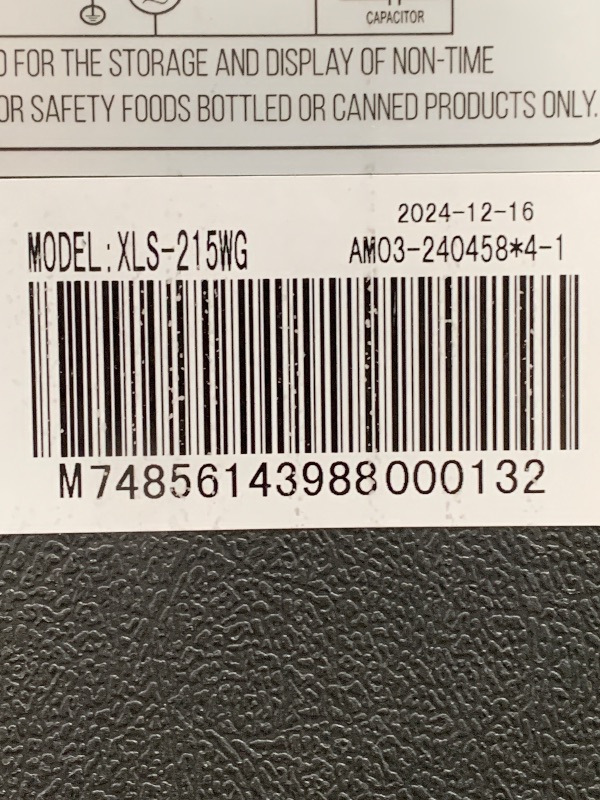 CAPACITOR
D FOR THE STORAGE AND DISPLAY OF NON-TIME
OR SAFETY FOODS BOTTLED OR CANNED PRODUCTS ONLY.
2024-12-16
MODEL:XLS-215WG
AM03-240458*4-1
M74856143988000132